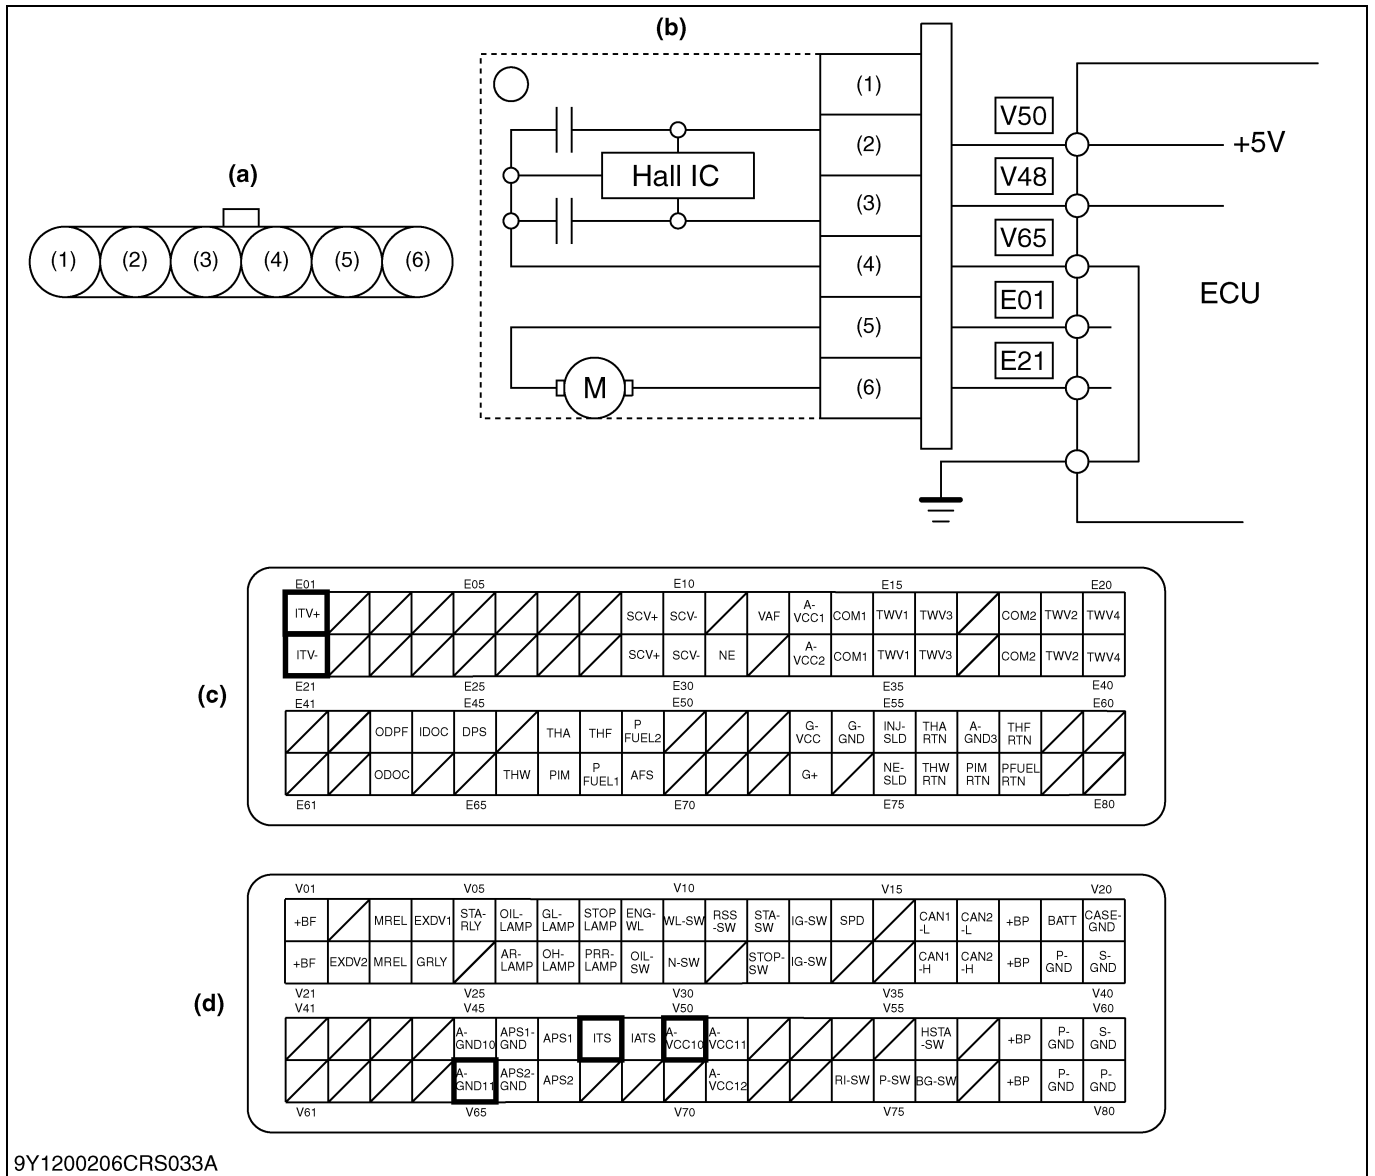 (b)
(a)
(1) (2) (3) (4) (5) (6)
(1)
(2)
(3)
(4)
(5)
(6)
Hall IC
M
V50
V48
V65
E01
E21
+5V
ECU
(c)
E01 E05 E10 E15 E20
ITV+ SCV+ SCV- VAF A-VCC1 COM1 TWV1 TWV3 COM2 TWV2 TWV4
ITV- SCV+ SCV- NE A-VCC2 COM1 TWV1 TWV3 COM2 TWV2 TWV4
E21 E25 E30 E35 E40
E41 E45 E50 E55 E60
ODPF IDOC DPS THA THF P FUEL2 G-VCC G-GND INJ-SLD THA RTN A-GND3 THF RTN
ODOC THW PIM P FUEL1 AFS G+ NE-SLD THW RTN PIM RTN PFUEL RTN
E61 E65 E70 E75 E80
(d)
V01 V05 V10 V15 V20
+BF MREL EXDV1 STA-RLY OIL-LAMP GL-LAMP STOP LAMP ENG-WL WL-SW RSS-SW STA-SW IG-SW SPD CAN1-L CAN2-L +BP BATT CASE-GND
+BF EXDV2 MREL GRLY AR-LAMP OH-LAMP PRR-LAMP OIL-SW N-SW STOP-SW IG-SW CAN1-H CAN2-H +BP P-GND S-GND
V21 V25 V30 V35 V40
V41 V45 V50 V55 V60
A-GND10 APS1-GND APS1 ITS IATS A-VCC10 A-VCC11 HSTA-SW +BP P-GND S-GND
A-GND11 APS2-GND APS2 A-VCC12 RI-SW P-SW BG-SW +BP P-GND P-GND
V61 V65 V70 V75 V80
9Y1200206CRS033A